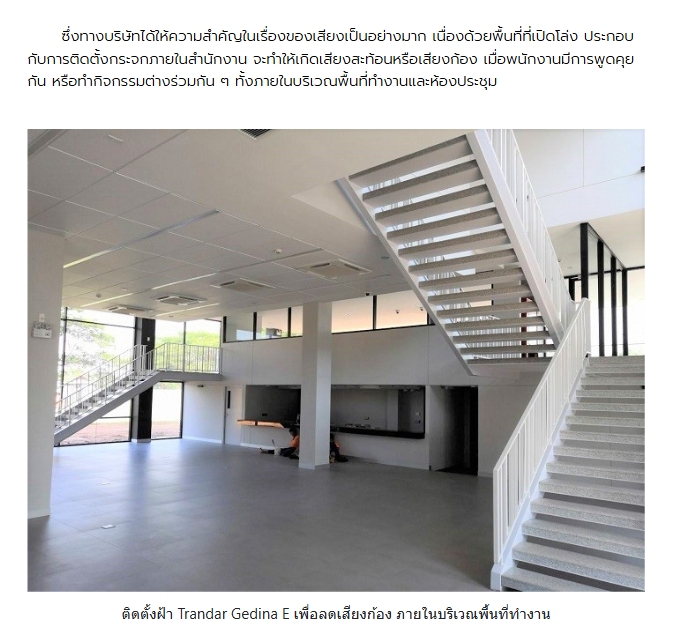 ซึ่งทางบริษัทได้ให้ความสำคัญในเรื่องของเสียงเป็นอย่างมาก เนื่องด้วยพื้นที่ที่เปิดโล่ง ประกอบ
กับการติดตั้งกระจกภายในสำนักงาน จะทำให้เกิดเสียงสะท้อนหรือเสียงก้อง เมื่อพนักงานมีการพูดคุย
กัน หรือทำกิจกรรมต่างร่วมกัน ๆ ทั้งภายในบริเวณพื้นที่ทำงานและห้องประชุม
ติดตั้งฝ้า Trandar Gedina E เพื่อลดเสียงก้อง ภายในบริเวณพื้นที่ทำงาน